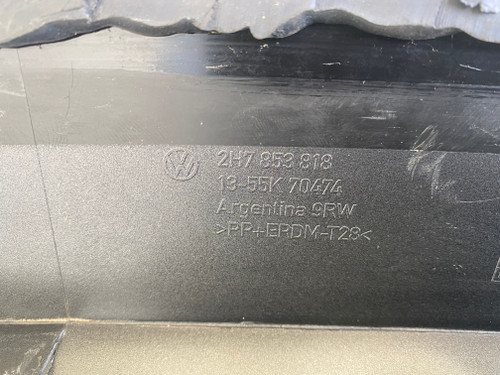 2H7 853 818
13-55K 70474
Argentina 9RW
>PP+EPDM-T28<